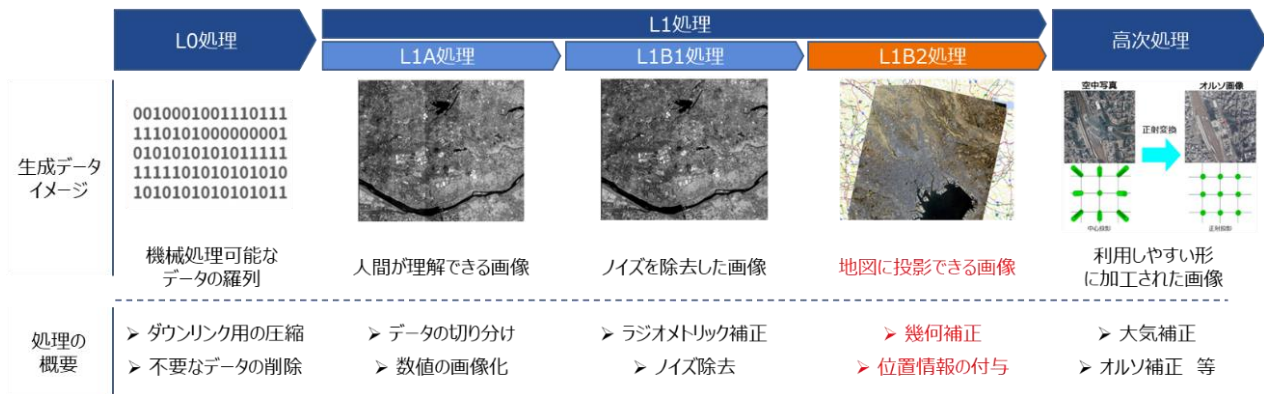 L0処理
L1処理
L1A処理
L1B1処理
L1B2処理
高次処理
生成データ
イメージ
0010001001110111
1110101000000001
0101010101011111
1111101010101010
1010101010101011
空中写真
オルソ画像
正射変換
中心投影
正射投影
機械処理可能な
データの羅列
人間が理解できる画像
ノイズを除去した画像
地図に投影できる画像
利用しやすい形
に加工された画像
処理の
概要
➢ ダウンリンク用の圧縮
➢ 不要なデータの削除
➢ データの切り分け
➢ 数値の画像化
➢ ラジオメトリック補正
➢ ノイズ除去
➢ 幾何補正
➢ 位置情報の付与
➢ 大気補正
➢ オルソ補正 等